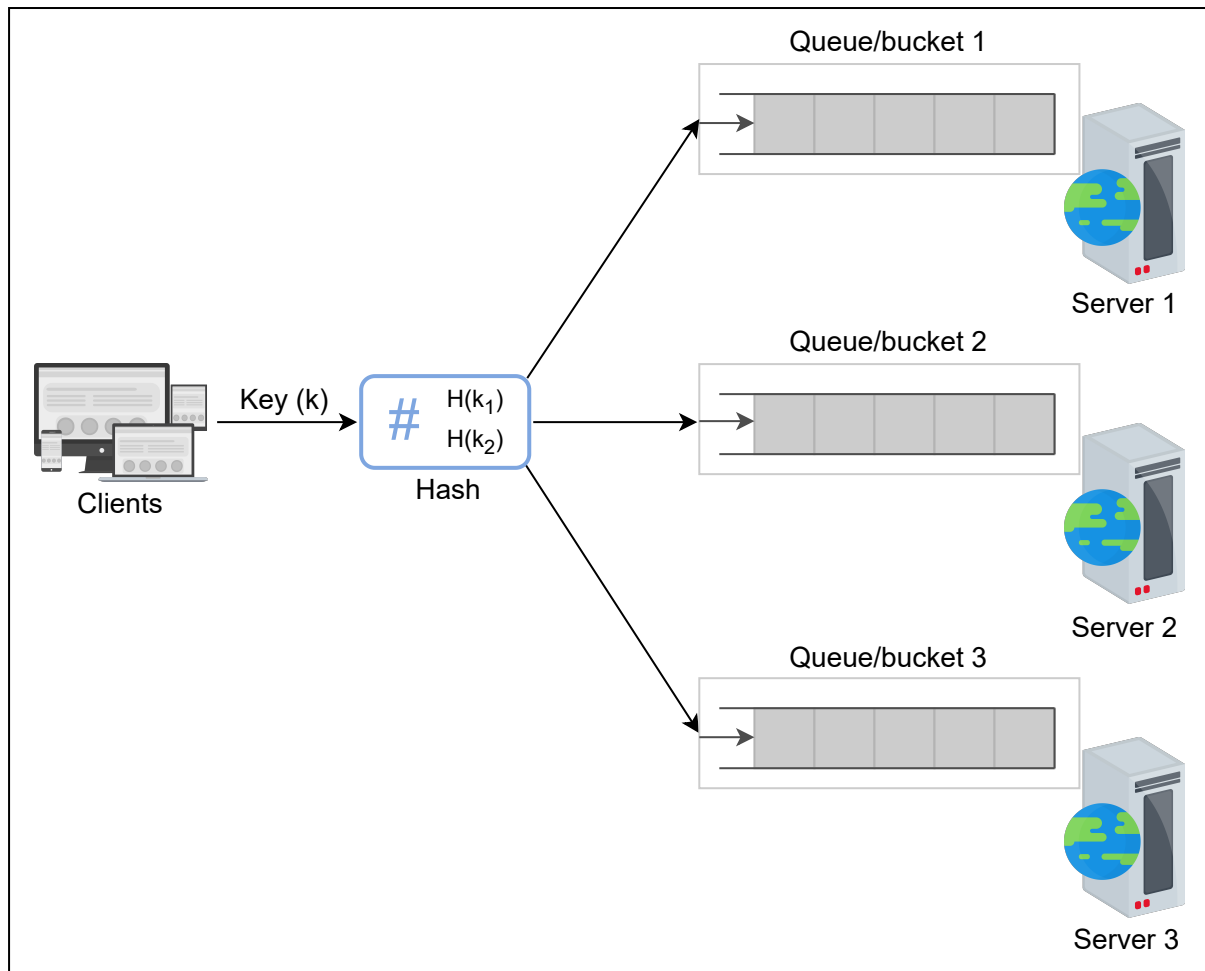 Queue/bucket 1
Server 1
Queue/bucket 2
Key (k)
#
H(k₁)
H(k₂)
Hash
Clients
Server 2
Queue/bucket 3
Server 3